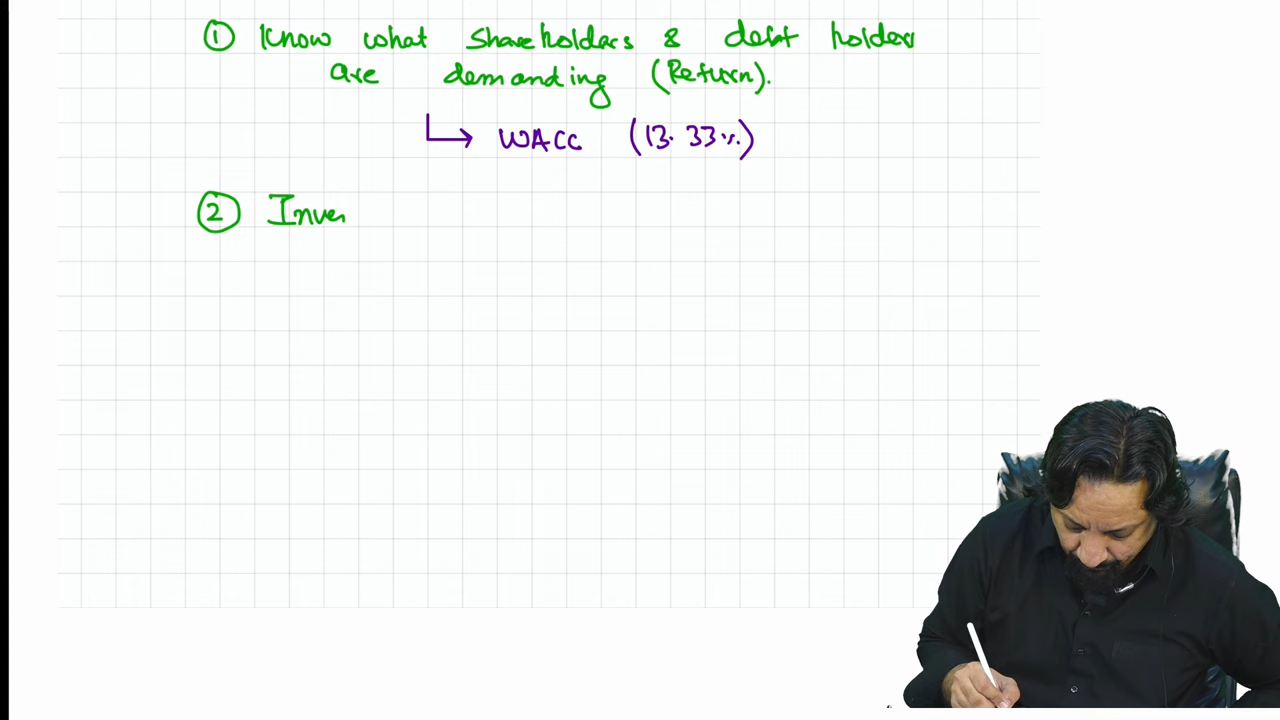 ① Know what Shareholders & debt holders
are demanding (Return).
↳ WACC (13.33%)
② Inve